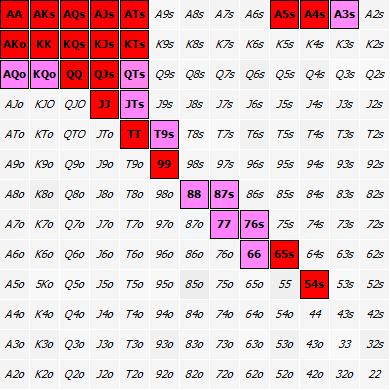 AA AKs AQs AJs ATs A9s A8s A7s A6s A5s A4s A3s A2s
AKo KK KQs KJs KTs K9s K8s K7s K6s K5s K4s K3s K2s
AQo KQo QQ QJs QTs Q9s Q8s Q7s Q6s Q5s Q4s Q3s Q2s
AJo KJO QJO JJ JTs J9s J8s J7s J6s J5s J4s J3s J2s
ATo KTo QTO JTo TT T9s T8s T7s T6s T5s T4s T3s T2s
A9o K9o Q9o J9o T9o 99 98s 97s 96s 95s 94s 93s 92s
A8o K8o Q8o J8o T8o 98o 88 87s 86s 85s 84s 83s 82s
A7o K7o Q7o J7o T7o 97o 87o 77 76s 75s 74s 73s 72s
A6o K6o Q6o J6o T6o 96o 86o 76o 66 65s 64s 63s 62s
A5o 5Ko Q5o J5o T5o 95o 85o 75o 65o 55 54s 53s 52s
A4o K4o Q4o J4o T4o 94o 84o 74o 64o 54o 44 43s 42s
A3o K3o Q3o J3o T3o 93o 83o 73o 63o 53o 43o 33 32s
A2o K2o Q2o J2o T2o 92o 82o 72o 62o 52o 42o 32o 22